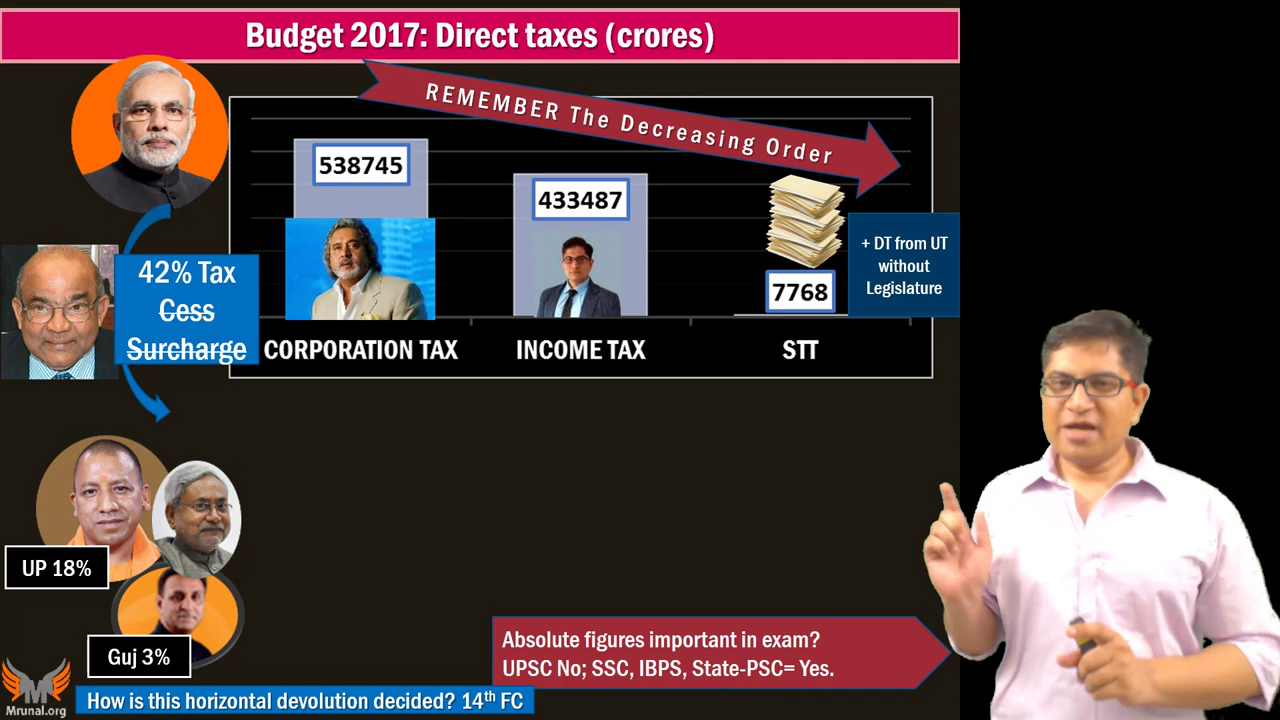 Budget 2017: Direct taxes (crores)
REMEMBER The Decreasing Order
538745
433487
7768
+ DT from UT
without
Legislature
42% Tax
Cess
Surcharge
CORPORATION TAX
INCOME TAX
STT
UP 18%
Guj 3%
Absolute figures important in exam?
UPSC No; SSC, IBPS, State-PSC= Yes.
How is this horizontal devolution decided? 14th FC
Mrunal.org